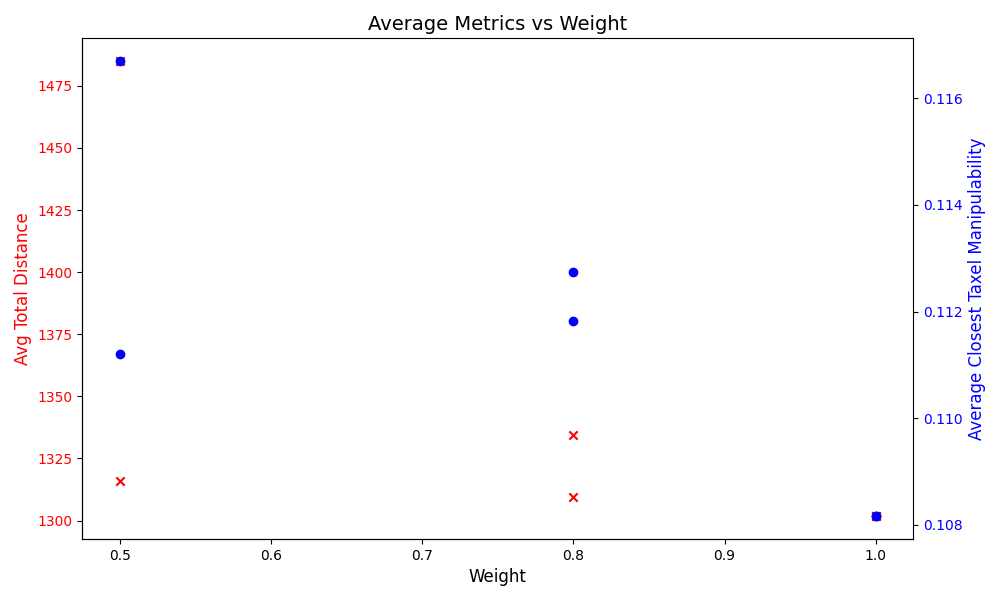 Average Metrics vs Weight
Avg Total Distance
1475
1450
1425
1400
1375
1350
1325
1300
0.5 0.6 0.7 0.8 0.9 1.0
Weight
0.116
0.114
0.112
0.110
0.108
Average Closest Taxel Manipulability